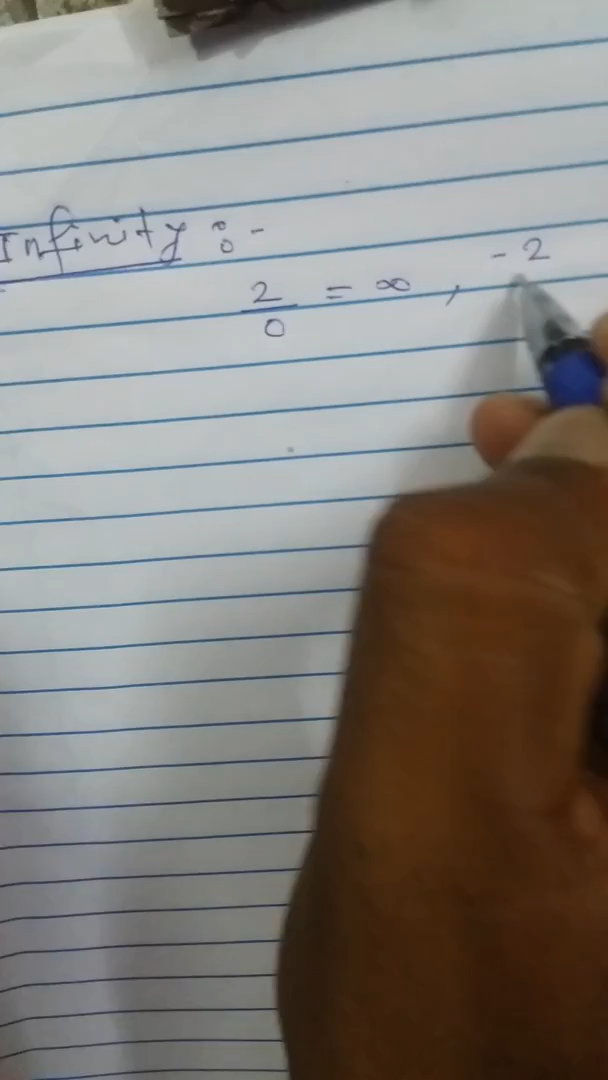 Infinity :-
2/0 = ∞ , -2